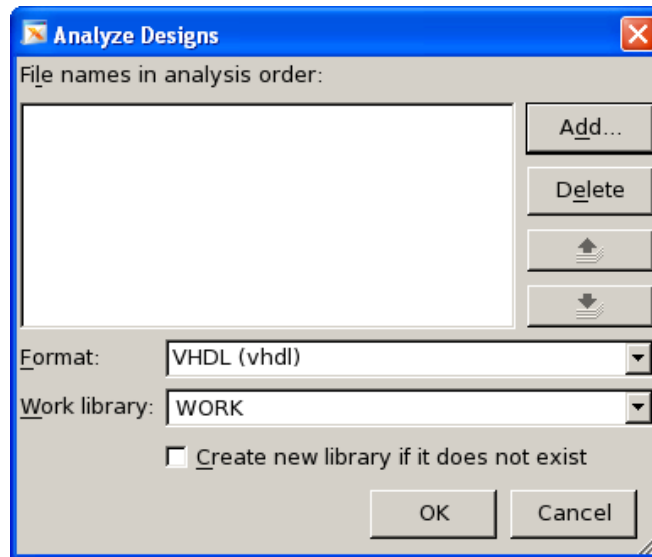 Analyze Designs
File names in analysis order:
Add...
Delete
Format:
VHDL (vhdl)
Work library:
WORK
Create new library if it does not exist
OK
Cancel